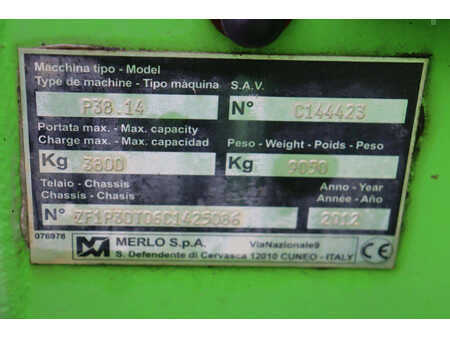 Macchina tipo - Model
Type de machine - Tipo màquina S.A.V.
P38.14 N° C144423
Portata max. - Max. capacity
Charge max. - Max. capacidad Peso - Weight - Poids - Peso
Kg 3800 Kg 9050
Telaio - Chassis Anno - Year
Chassis - Chasis Année - Año
N° ZF1P30T06C1425086 2012
076976 MERLO S.p.A. ViaNazionale9
S. Defendente di Cervasca 12010 CUNEO - ITALY